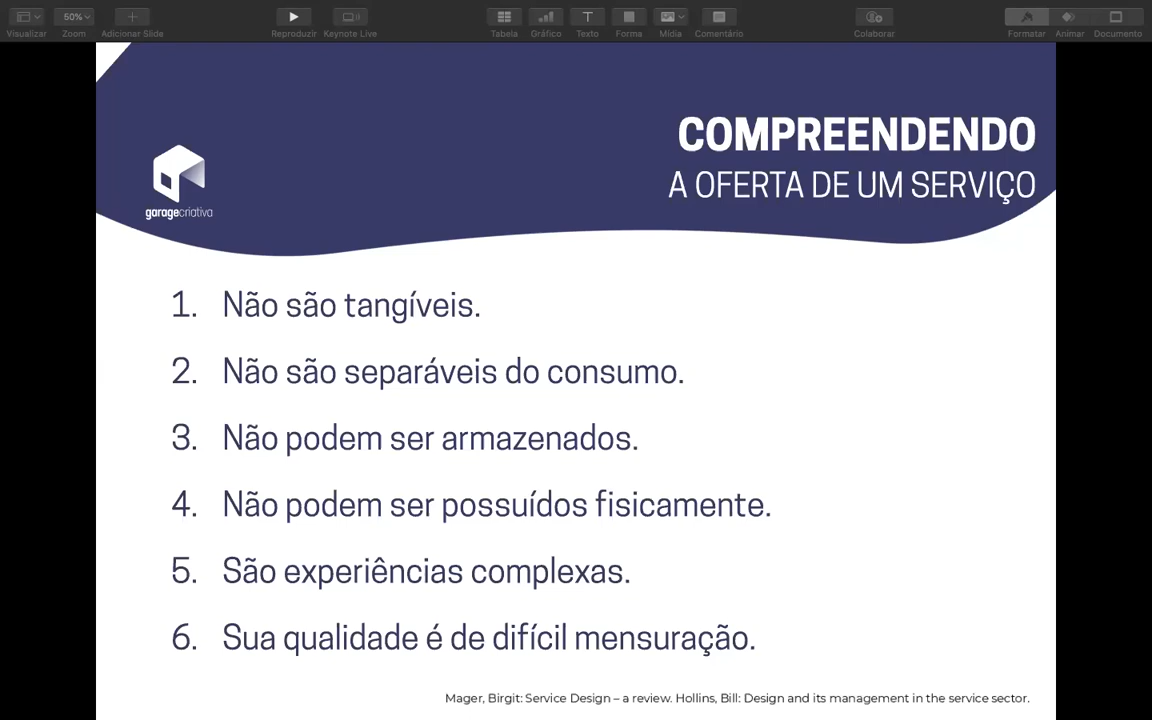 50%
Visualizar Zoom Adicionar Slide Reproduzir Keynote Live Tabela Gráfico Texto Forma Mídia Comentário Colaborar Formatar Animar Documento
COMPREENDENDO
A OFERTA DE UM SERVIÇO
garagecriativa
1. Não são tangíveis.
2. Não são separáveis do consumo.
3. Não podem ser armazenados.
4. Não podem ser possuídos fisicamente.
5. São experiências complexas.
6. Sua qualidade é de difícil mensuração.
Mager, Birgit: Service Design – a review. Hollins, Bill: Design and its management in the service sector.